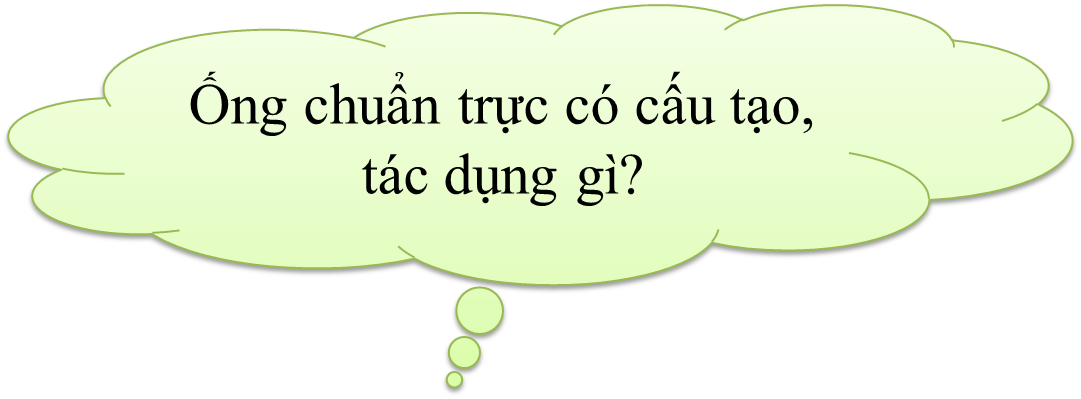 Ống chuẩn trực có cấu tạo,
tác dụng gì?